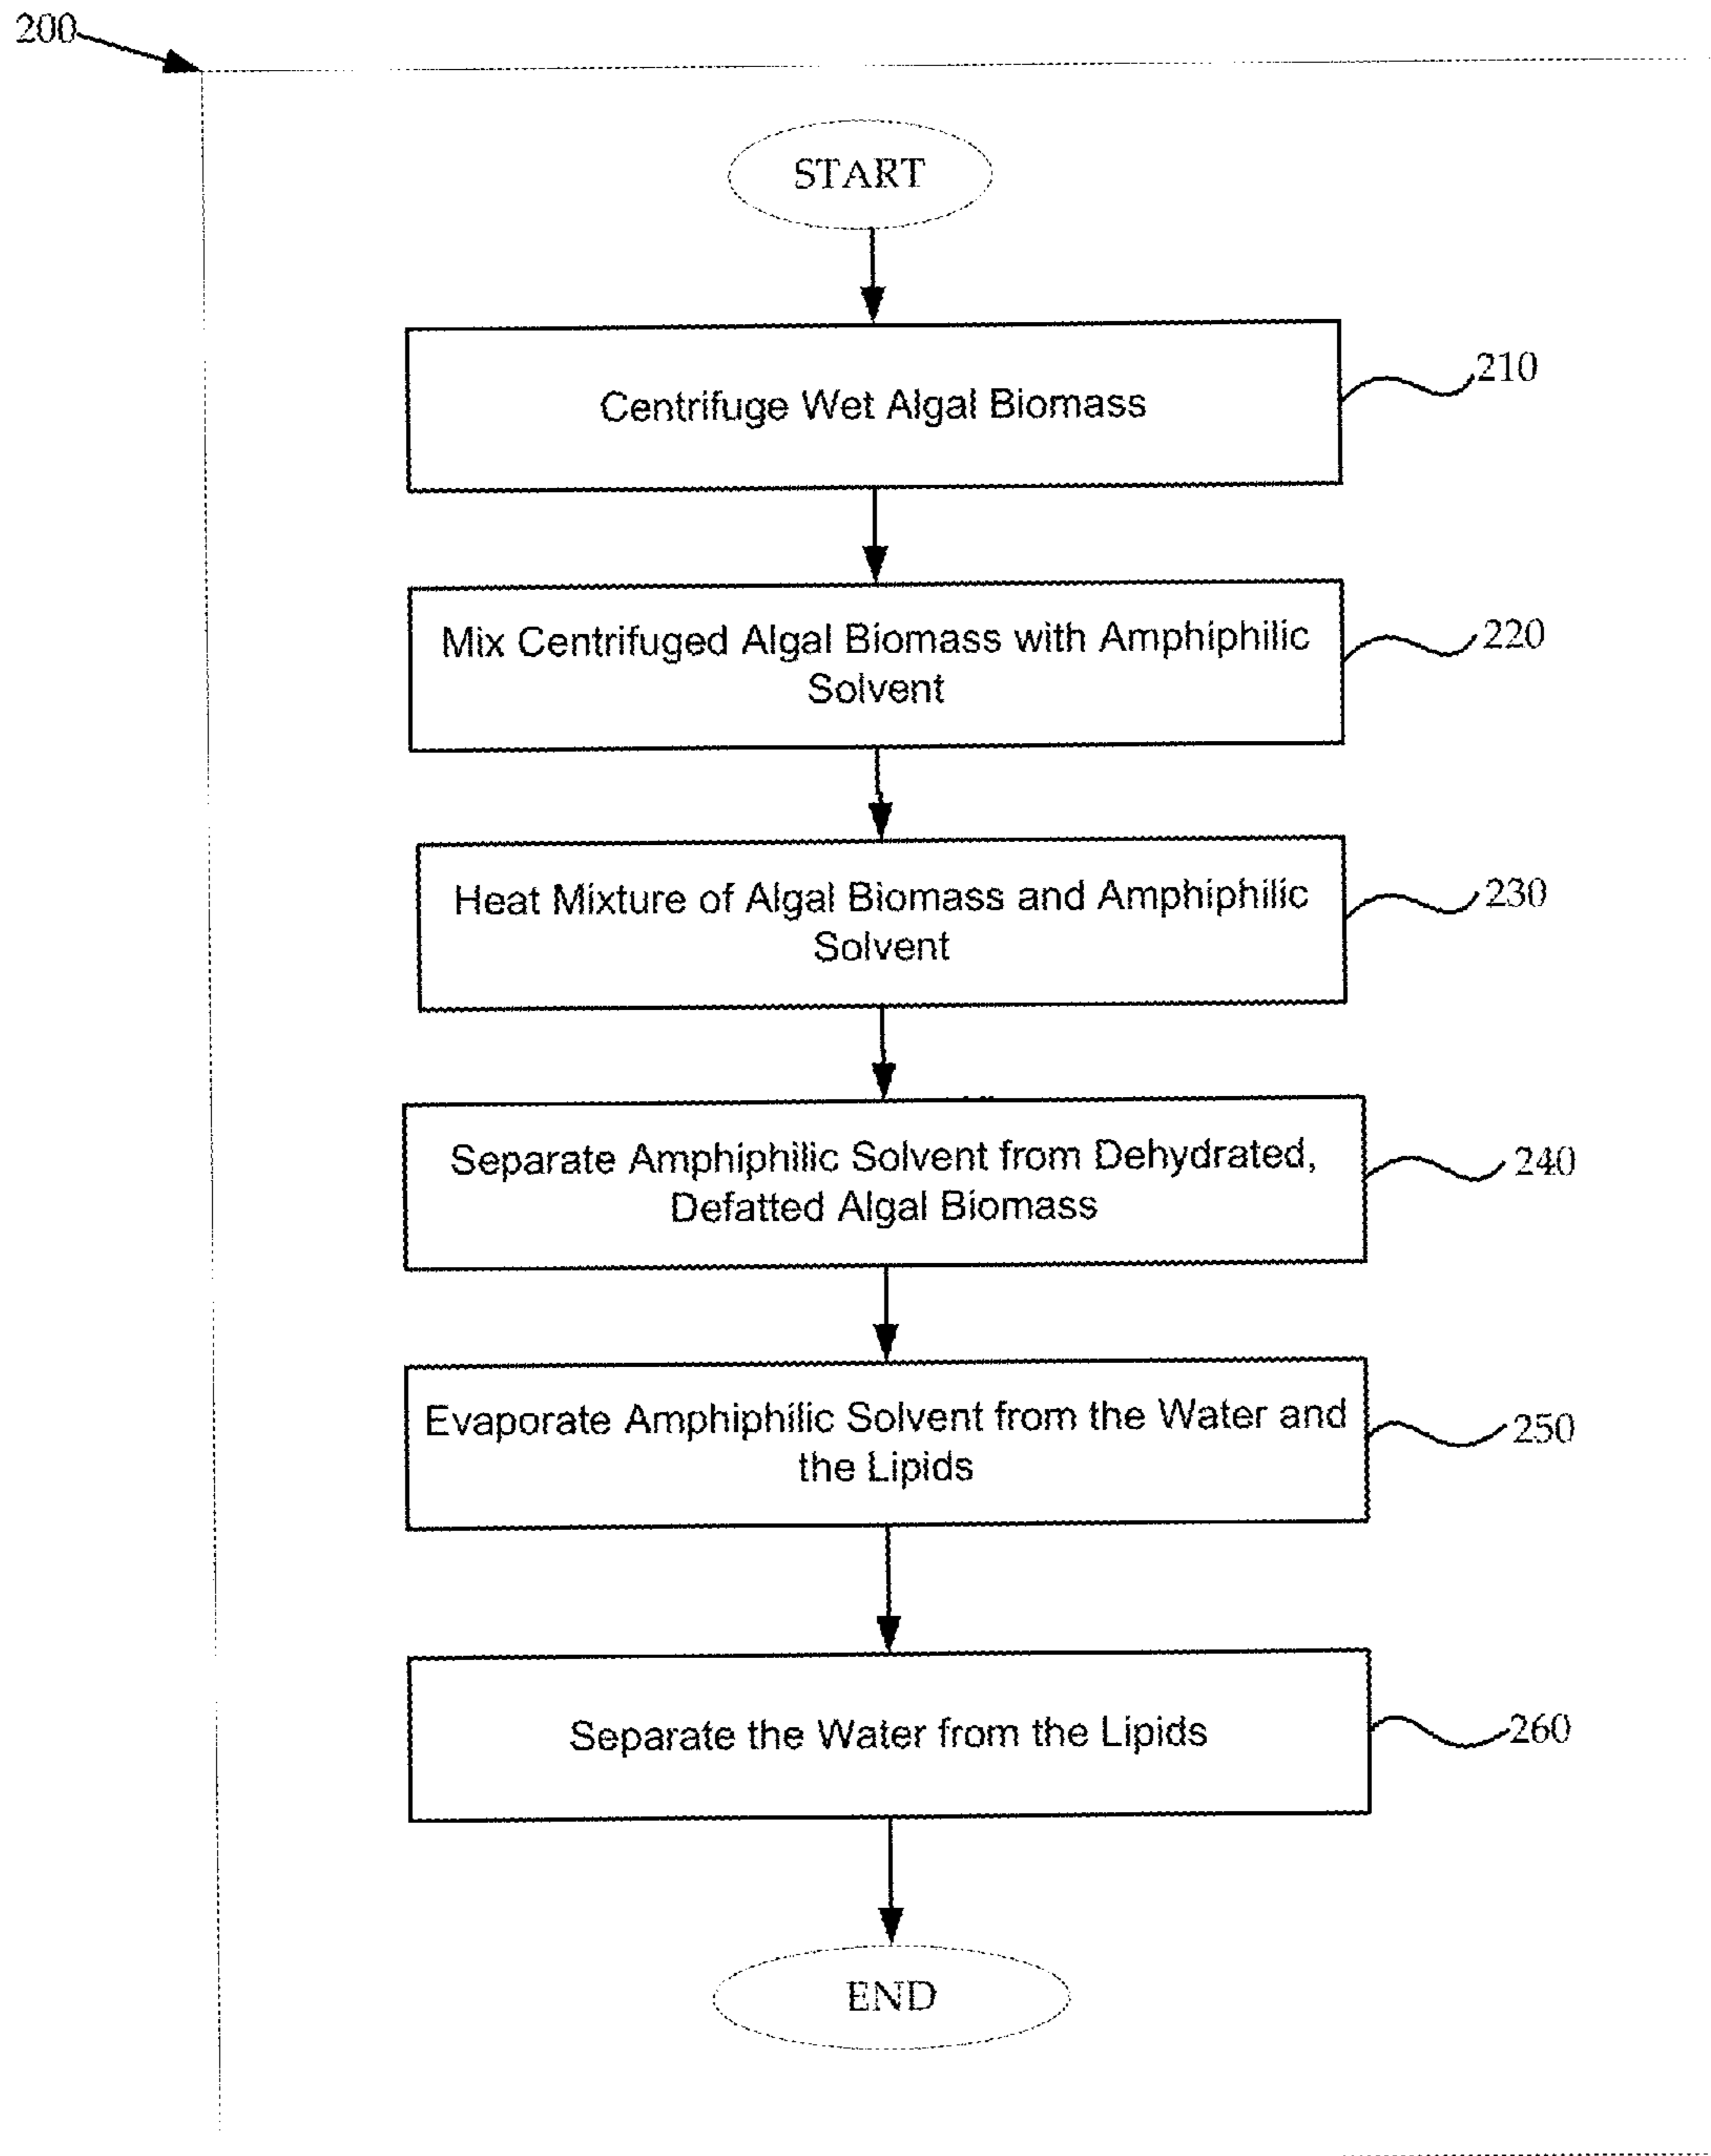 200
START
Centrifuge Wet Algal Biomass
210
Mix Centrifuged Algal Biomass with Amphiphilic
Solvent
220
Heat Mixture of Algal Biomass and Amphiphilic
Solvent
230
Separate Amphiphilic Solvent from Dehydrated,
Defatted Algal Biomass
240
Evaporate Amphiphilic Solvent from the Water and
the Lipids
250
Separate the Water from the Lipids
260
END